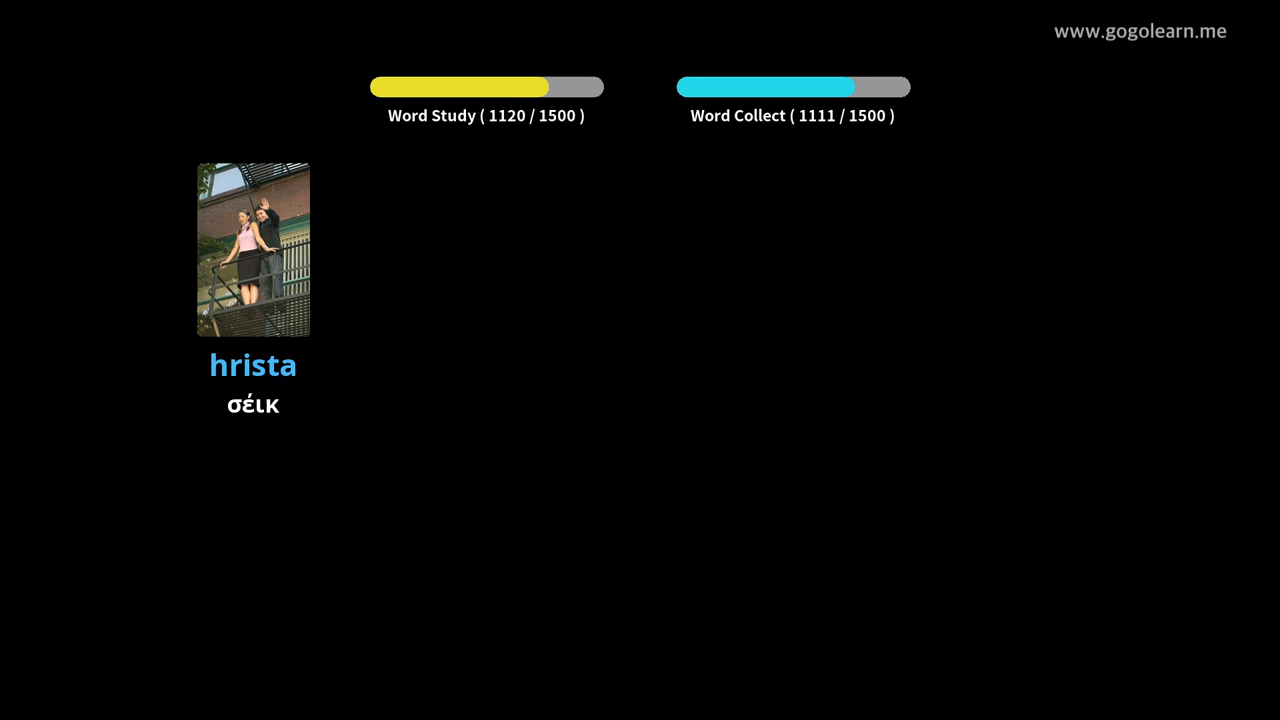 www.gogolearn.me
Word Study ( 1120 / 1500 )
Word Collect ( 1111 / 1500 )
hrista
σέικ